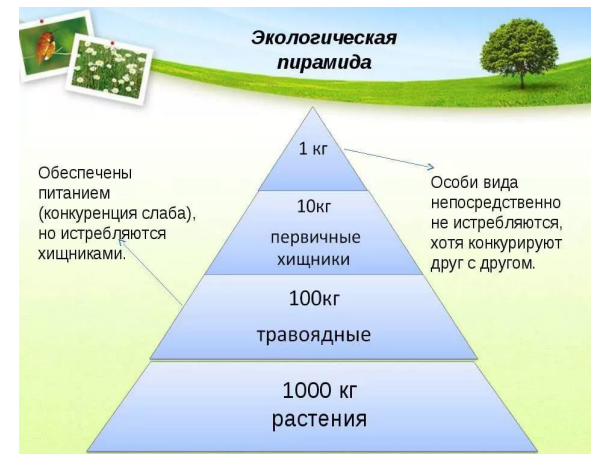 Экологическая
пирамида
1 кг
Обеспечены
питанием
(конкуренция слаба),
но истребляются
хищниками.
Особи вида
непосредственно
не истребляются,
хотя конкурируют
друг с другом.
10кг
первичные
хищники
100кг
травоядные
1000 кг
растения